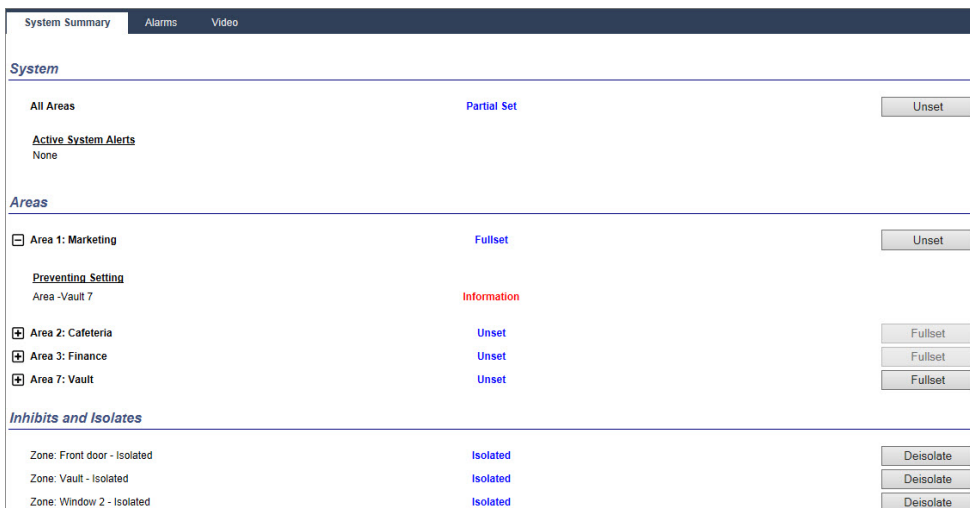 System Summary Alarms Video
System
All Areas Partial Set Unset
Active System Alerts
None
Areas
Area 1: Marketing Fullset Unset
Preventing Setting
Area -Vault 7 Information
Area 2: Cafeteria Unset Fullset
Area 3: Finance Unset Fullset
Area 7: Vault Unset Fullset
Inhibits and Isolates
Zone: Front door - Isolated Isolated Deisolate
Zone: Vault - Isolated Isolated Deisolate
Zone: Window 2 - Isolated Isolated Deisolate